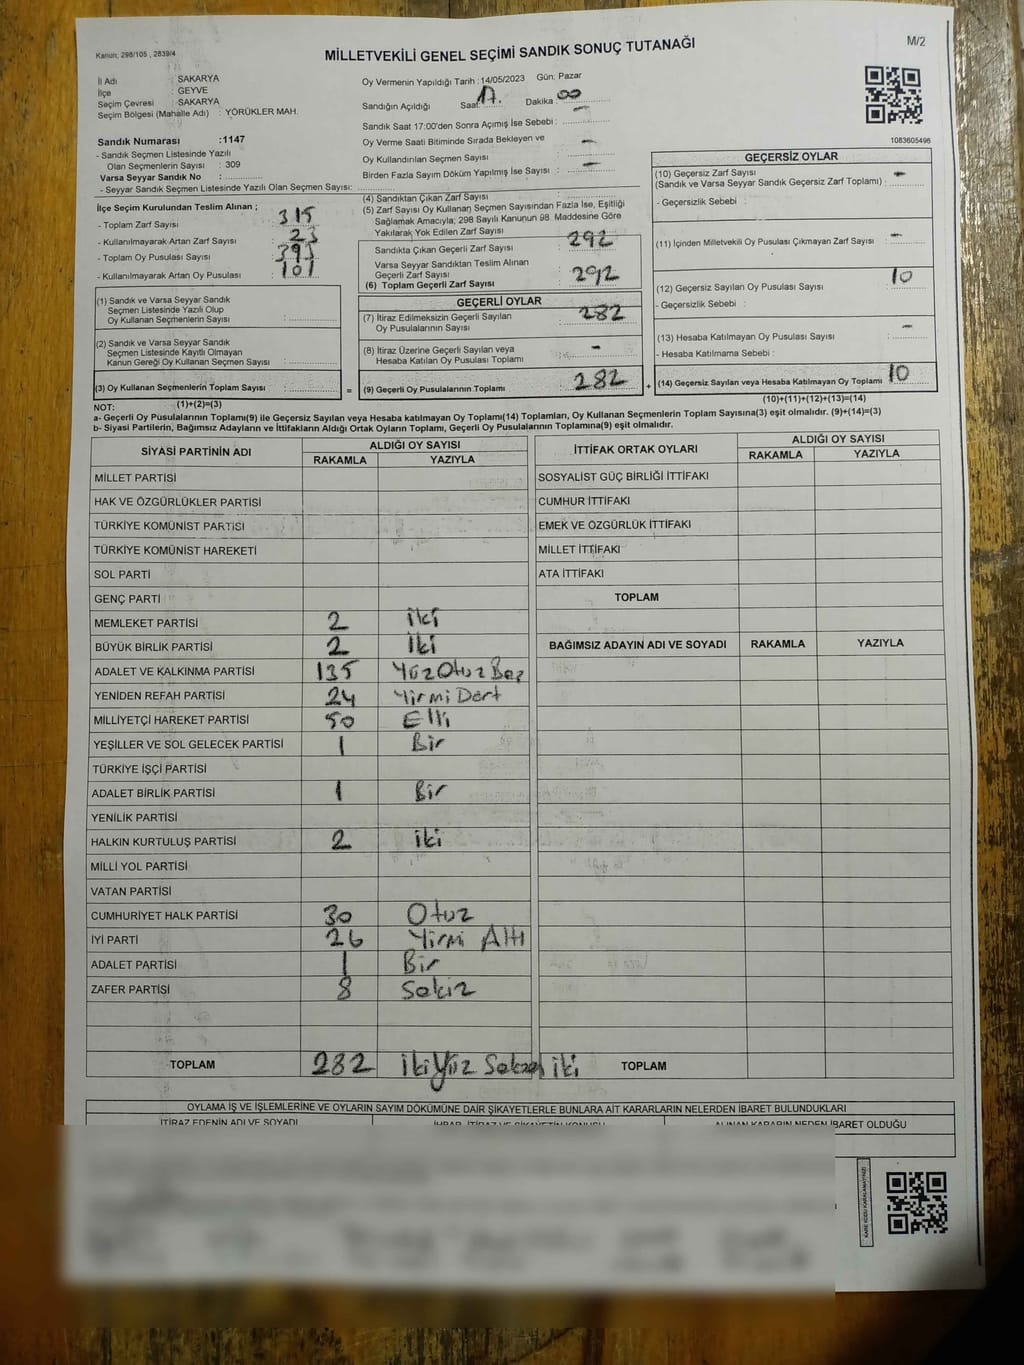 Kanun; 298/105 , 2839/4
MİLLETVEKİLİ GENEL SEÇİMİ SANDIK SONUÇ TUTANAĞI
M/2
İl Adı : SAKARYA
İlçe : GEYVE
Seçim Çevresi : SAKARYA
Seçim Bölgesi (Mahalle Adı) : YÖRÜKLER MAH.
Sandık Numarası :1147
- Sandık Seçmen Listesinde Yazılı
Olan Seçmenlerin Sayısı : 309
Varsa Seyyar Sandık No :
- Seyyar Sandık Seçmen Listesinde Yazılı Olan Seçmen Sayısı:
Oy Vermenin Yapıldığı Tarih : 14/05/2023 Gün: Pazar
Sandığın Açıldığı Saat: 17. Dakika : 00
Sandık Saat 17:00'den Sonra Açımış İse Sebebi :
Oy Verme Saati Bitiminde Sırada Bekleyen ve
Oy Kullandırılan Seçmen Sayısı : -
Birden Fazla Sayım Döküm Yapılmış İse Sayısı : -
1083605496
İlçe Seçim Kurulundan Teslim Alınan ;
- Toplam Zarf Sayısı : 315
- Kullanılmayarak Artan Zarf Sayısı : 23
- Toplam Oy Pusulası Sayısı : 393
- Kullanılmayarak Artan Oy Pusulası : 101
(1) Sandık ve Varsa Seyyar Sandık
Seçmen Listesinde Yazılı Olup
Oy Kullanan Seçmenlerin Sayısı :
(2) Sandık ve Varsa Seyyar Sandık
Seçmen Listesinde Kayıtlı Olmayan
Kanun Gereği Oy Kullanan Seçmen Sayısı :
(3) Oy Kullanan Seçmenlerin Toplam Sayısı :
(1)+(2)=(3)
(4) Sandıktan Çıkan Zarf Sayısı
(5) Zarf Sayısı Oy Kullanan Seçmen Sayısından Fazla İse, Eşitliği
Sağlamak Amacıyla; 298 Sayılı Kanunun 98. Maddesine Göre
Yakılarak Yok Edilen Zarf Sayısı
Sandıkta Çıkan Geçerli Zarf Sayısı : 292
Varsa Seyyar Sandıktan Teslim Alınan
Geçerli Zarf Sayısı
(6) Toplam Geçerli Zarf Sayısı : 292
GEÇERLİ OYLAR
(7) İtiraz Edilmeksizin Geçerli Sayılan
Oy Pusulalarının Sayısı : 282
(8) İtiraz Üzerine Geçerli Sayılan veya
Hesaba Katılan Oy Pusulası Toplamı : -
= (9) Geçerli Oy Pusulalarının Toplamı : 282
GEÇERSİZ OYLAR
(10) Geçersiz Zarf Sayısı
(Sandık ve Varsa Seyyar Sandık Geçersiz Zarf Toplamı) : -
- Geçersizlik Sebebi :
(11) İçinden Milletvekili Oy Pusulası Çıkmayan Zarf Sayısı : -
(12) Geçersiz Sayılan Oy Pusulası Sayısı : 10
- Geçersizlik Sebebi :
(13) Hesaba Katılmayan Oy Pusulası Sayısı : -
- Hesaba Katılmama Sebebi :
+ (14) Geçersiz Sayılan veya Hesaba Katılmayan Oy Toplamı 10
(10)+(11)+(12)+(13)=(14)
NOT:
a- Geçerli Oy Pusulalarının Toplamı(9) ile Geçersiz Sayılan veya Hesaba katılmayan Oy Toplamı(14) Toplamları, Oy Kullanan Seçmenlerin Toplam Sayısına(3) eşit olmalıdır. (9)+(14)=(3)
b- Siyasi Partilerin, Bağımsız Adayların ve İttifakların Aldığı Ortak Oyların Toplamı, Geçerli Oy Pusulalarının Toplamına(9) eşit olmalıdır.
SİYASİ PARTİNİN ADI ALDIĞI OY SAYISI
RAKAMLA YAZIYLA
MİLLET PARTİSİ
HAK VE ÖZGÜRLÜKLER PARTİSİ
TÜRKİYE KOMÜNİST PARTİSİ
TÜRKİYE KOMÜNİST HAREKETİ
SOL PARTİ
GENÇ PARTİ
MEMLEKET PARTİSİ 2 iki
BÜYÜK BİRLİK PARTİSİ 2 İki
ADALET VE KALKINMA PARTİSİ 135 Yüz Otuz Beş
YENİDEN REFAH PARTİSİ 24 Yirmi Dört
MİLLİYETÇİ HAREKET PARTİSİ 50 Elli
YEŞİLLER VE SOL GELECEK PARTİSİ 1 Bir
TÜRKİYE İŞÇİ PARTİSİ
ADALET BİRLİK PARTİSİ 1 Bir
YENİLİK PARTİSİ
HALKIN KURTULUŞ PARTİSİ 2 iki
MİLLİ YOL PARTİSİ
VATAN PARTİSİ
CUMHURİYET HALK PARTİSİ 30 Otuz
İYİ PARTİ 26 Yirmi Altı
ADALET PARTİSİ 1 Bir
ZAFER PARTİSİ 8 Sekiz
TOPLAM 282 İki Yüz Seksen iki
İTTİFAK ORTAK OYLARI ALDIĞI OY SAYISI
RAKAMLA YAZIYLA
SOSYALİST GÜÇ BİRLİĞİ İTTİFAKI
CUMHUR İTTİFAKI
EMEK VE ÖZGÜRLÜK İTTİFAKI
MİLLET İTTİFAKI
ATA İTTİFAKI
TOPLAM
BAĞIMSIZ ADAYIN ADI VE SOYADI RAKAMLA YAZIYLA
TOPLAM
OYLAMA İŞ VE İŞLEMLERİNE VE OYLARIN SAYIM DÖKÜMÜNE DAİR ŞİKAYETLERLE BUNLARA AİT KARARLARIN NELERDEN İBARET BULUNDUKLARI
İTİRAZ EDENİN ADI VE SOYADI İHBAR, İTİRAZ VE ŞİKAYETİN KONUSU ALINAN KARARIN NEDEN İBARET OLDUĞU